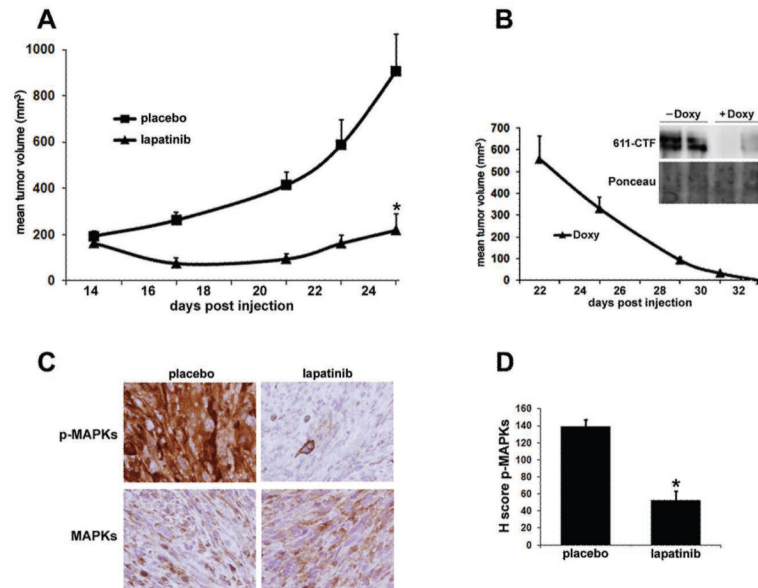 A
mean tumor volume (mm³)
1000
800
600
400
200
0
placebo
lapatinib
*
14
16
18
20
22
24
days post injection
B
mean tumor volume (mm³)
700
600
500
400
300
200
100
0
– Doxy + Doxy
611-CTF
Ponceau
Doxy
22 24 26 28 30 32
days post injection
C
placebo lapatinib
p-MAPKs
MAPKs
D
H score p-MAPKs
160
140
120
100
80
60
40
20
0
*
placebo lapatinib